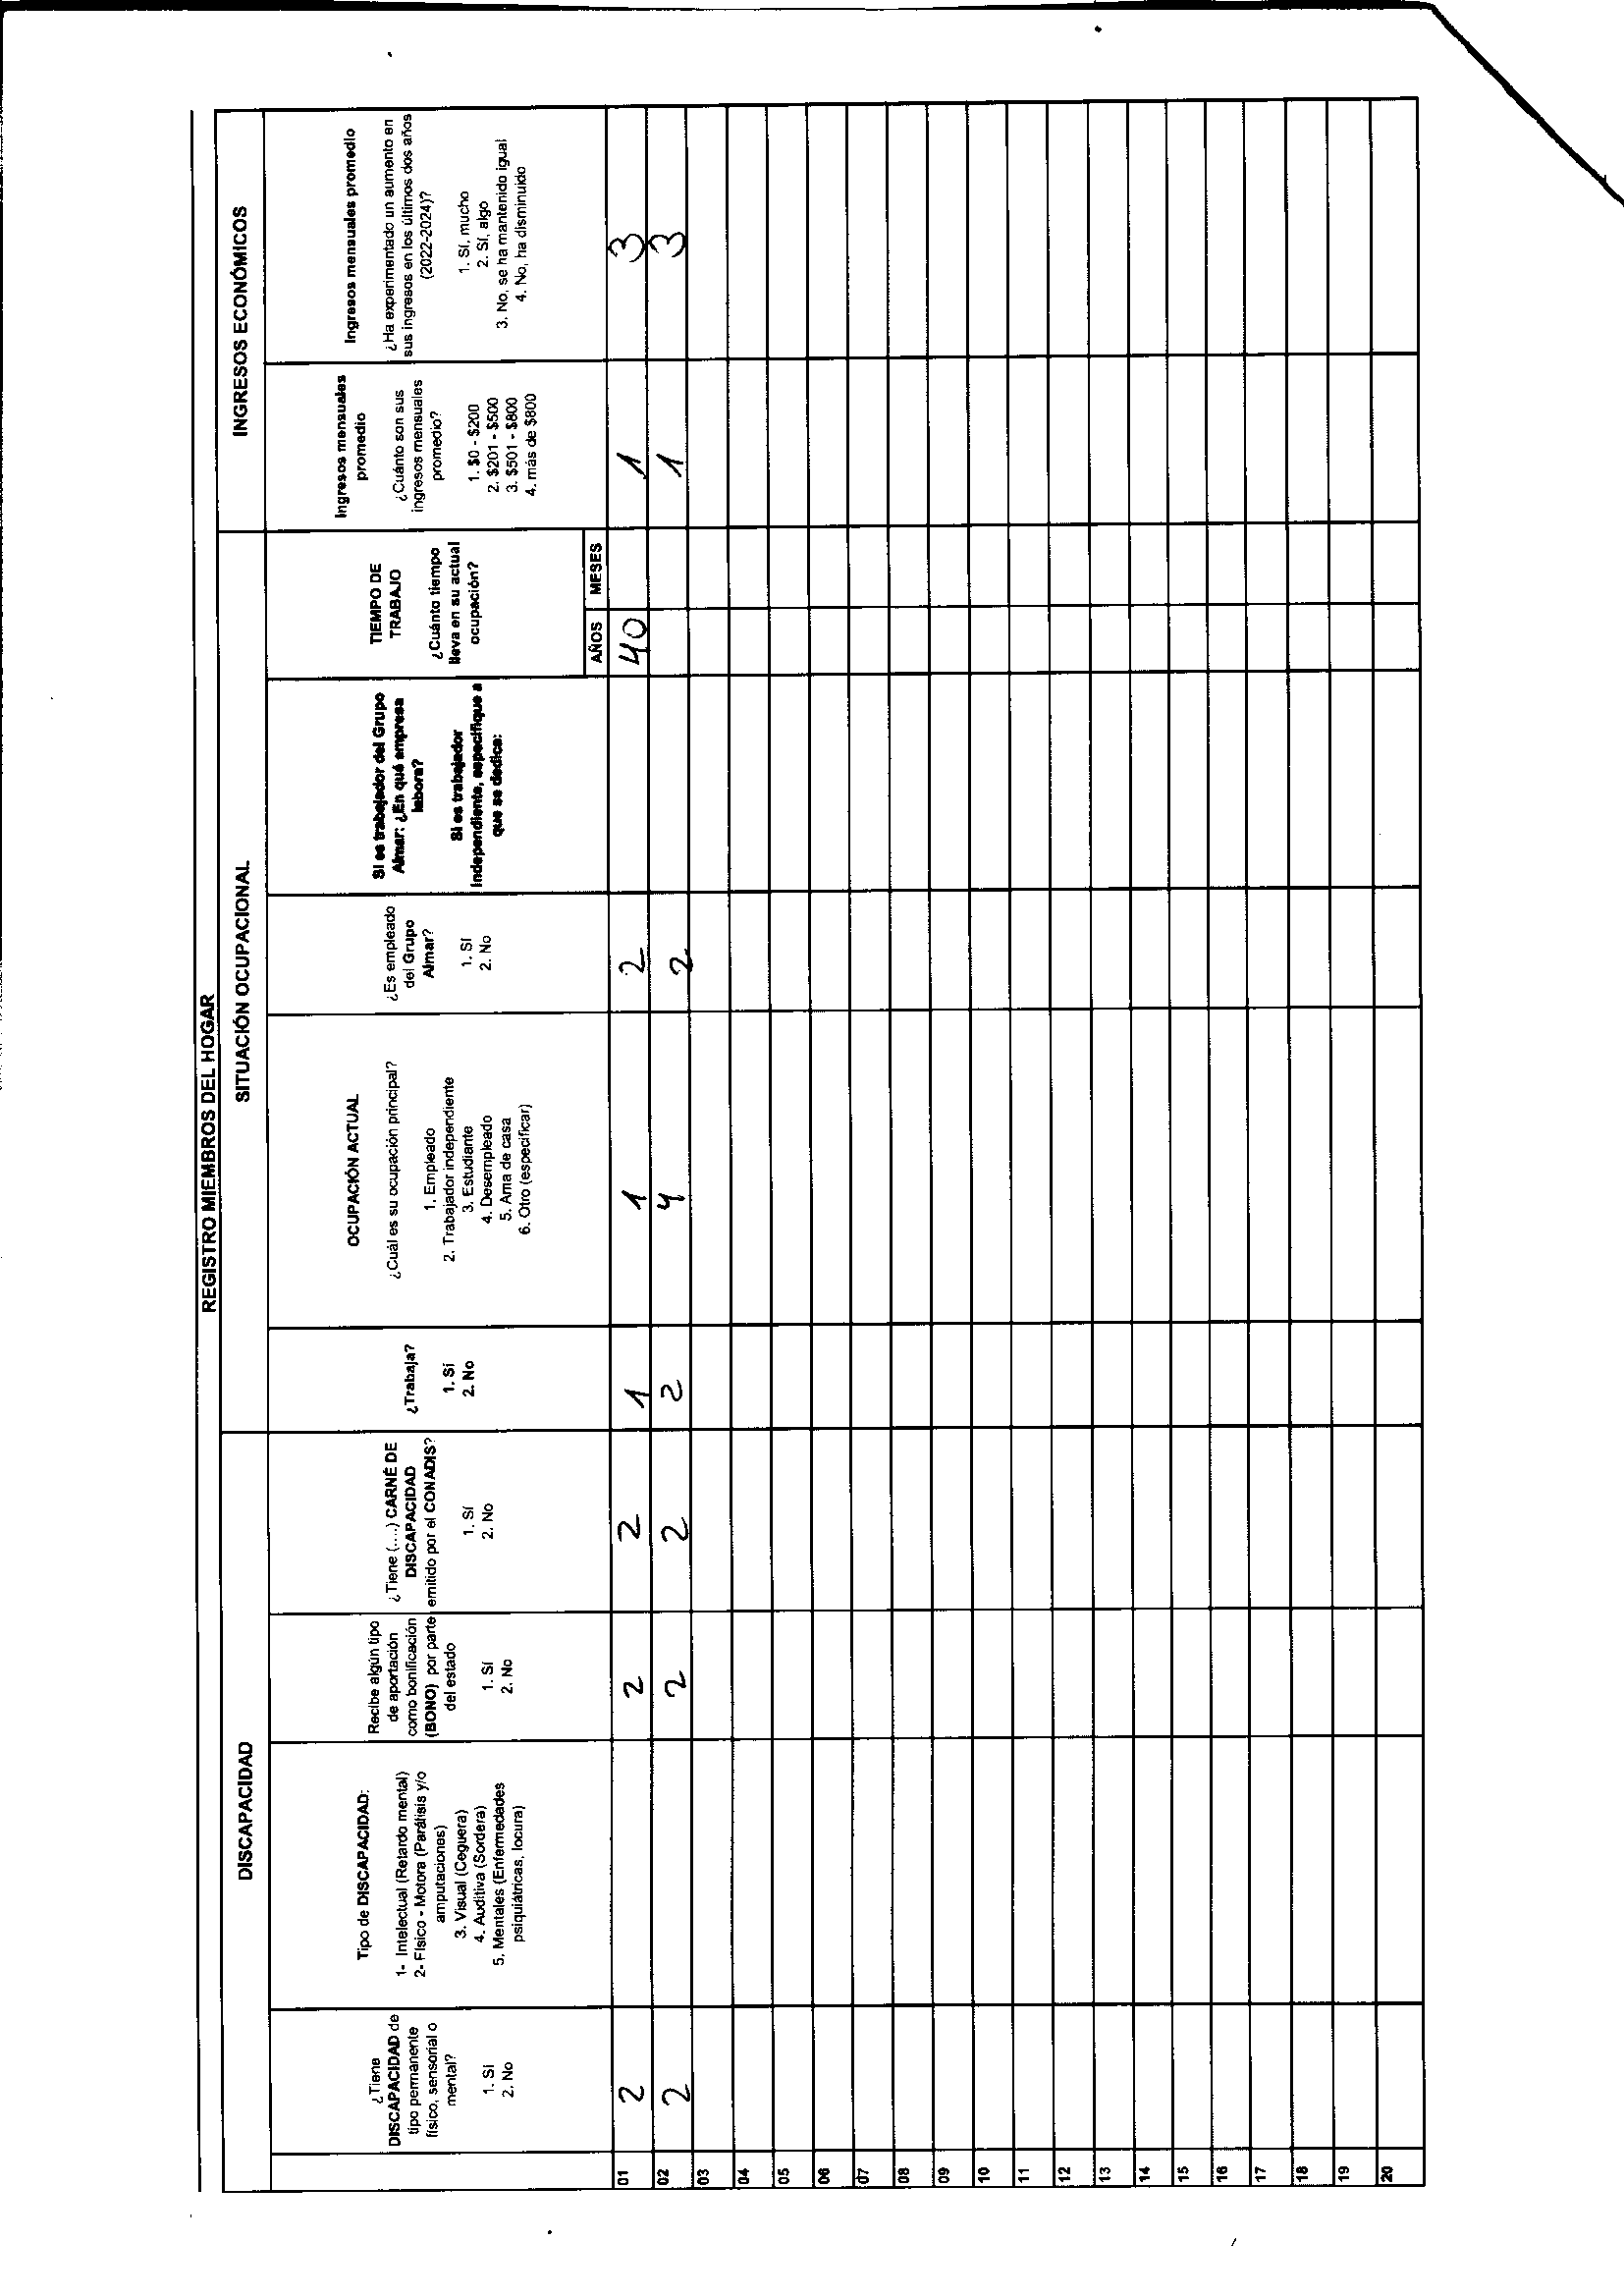 REGISTRO MIEMBROS DEL HOGAR
DISCAPACIDAD
SITUACIÓN OCUPACIONAL
INGRESOS ECONÓMICOS
¿Tiene
DISCAPACIDAD de
tipo permanente
físico, sensorial o
mental?
1. Sí
2. No
Tipo de DISCAPACIDAD:
1- Intelectual (Retardo mental)
2- Físico - Motora (Parálisis y/o
amputaciones)
3. Visual (Ceguera)
4. Auditiva (Sordera)
5. Mentales (Enfermedades
psiquiátricas, locura)
Recibe algún tipo
de aportación
como bonificación
(BONO) por parte
del estado
1. Sí
2. No
¿Tiene (....) CARNÉ DE
DISCAPACIDAD
emitido por el CONADIS?
1. Sí
2. No
¿Trabaja?
1. Sí
2. No
OCUPACIÓN ACTUAL
¿Cuál es su ocupación principal?
1. Empleado
2. Trabajador independiente
3. Estudiante
4. Desempleado
5. Ama de casa
6. Otro (especificar)
¿Es empleado
del Grupo
Almar?
1. Sí
2. No
Si es trabajador del Grupo
Almar: ¿En qué empresa
labora?
Si es trabajador
independiente, especifique a
que se dedica:
TIEMPO DE
TRABAJO
¿Cuánto tiempo
lleva en su actual
ocupación?
AÑOS MESES
Ingresos mensuales
promedio
¿Cuánto son sus
ingresos mensuales
promedio?
1. $0 - $200
2. $201 - $500
3. $501 - $800
4. más de $800
Ingresos mensuales promedio
¿Ha experimentado un aumento en
sus ingresos en los últimos dos años
(2022-2024)?
1. Sí, mucho
2. Sí, algo
3. No, se ha mantenido igual
4. No, ha disminuido
01 2 2 2 1 1 2 40 1 3
02 2 2 2 2 4 2 1 3
03
04
05
06
07
08
09
10
11
12
13
14
15
16
17
18
19
20